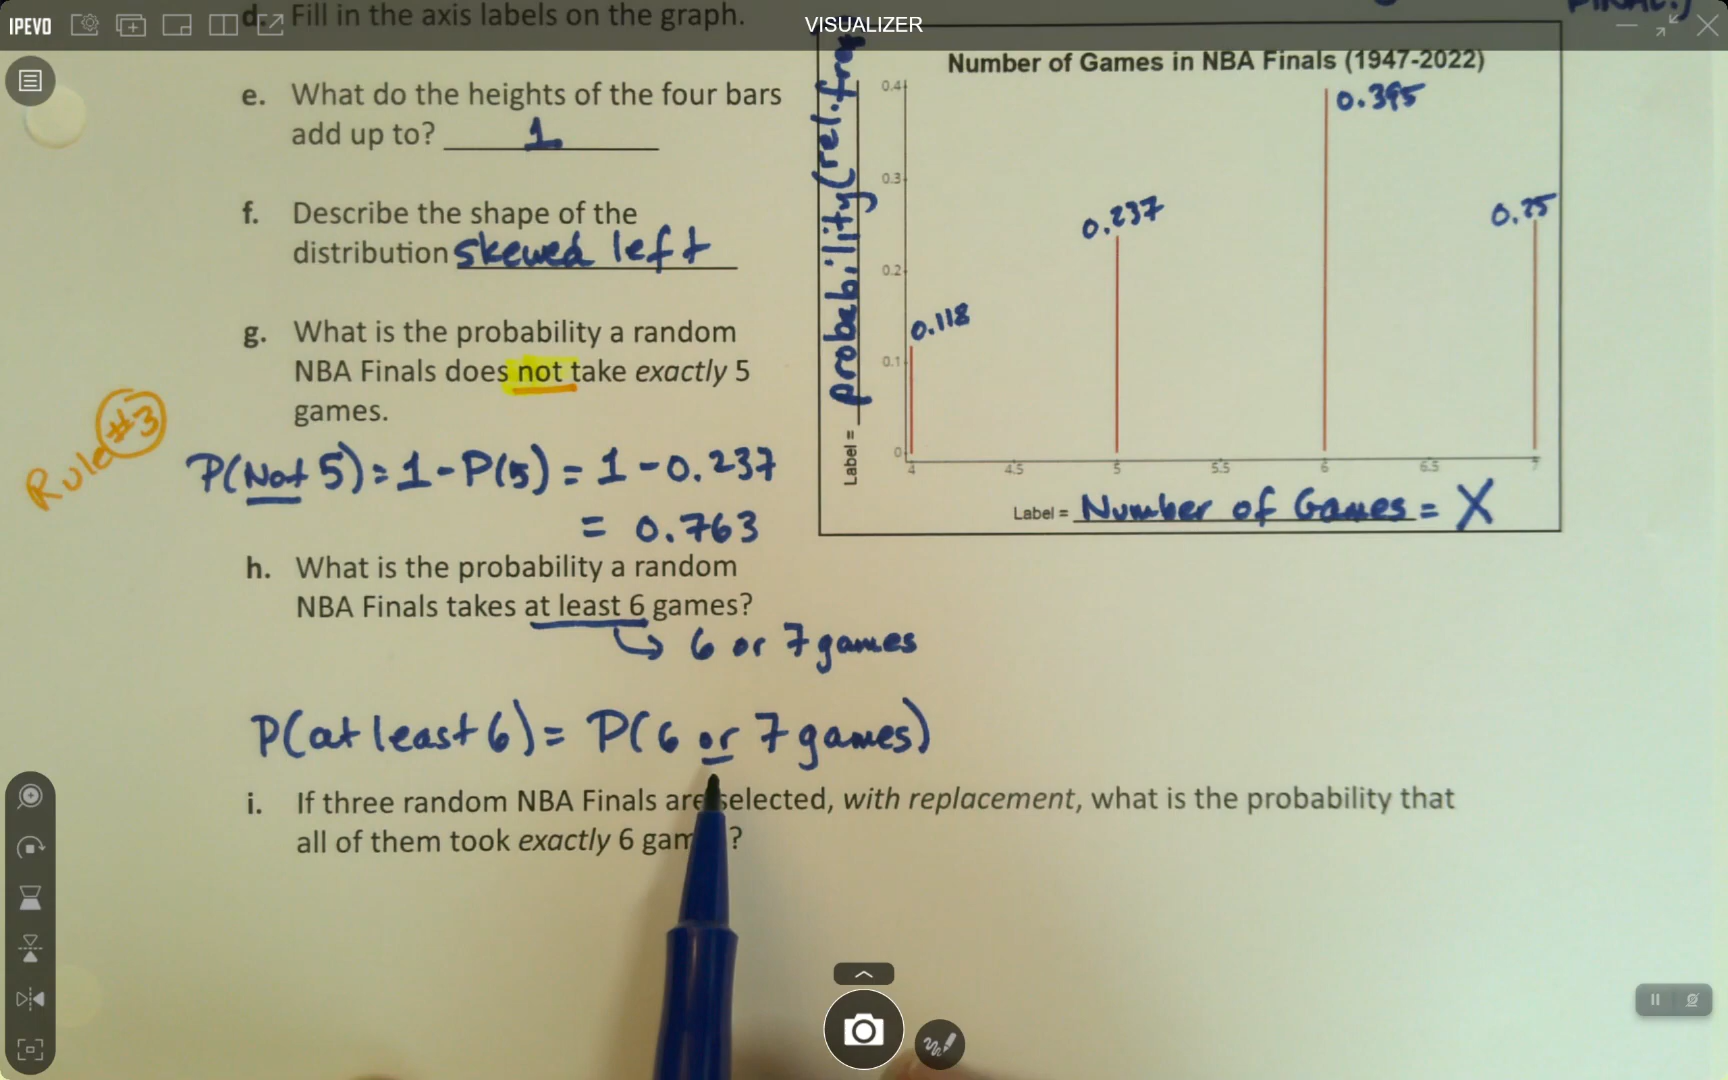 IPEVO
VISUALIZER
d. Fill in the axis labels on the graph.
FINAL.)
e. What do the heights of the four bars
add up to? 1
f. Describe the shape of the
distribution skewed left
g. What is the probability a random
NBA Finals does not take exactly 5
games.
Rule #3
P(Not 5) = 1 - P(5) = 1 - 0.237
= 0.763
h. What is the probability a random
NBA Finals takes at least 6 games?
6 or 7 games
P(at least 6) = P(6 or 7 games)
i. If three random NBA Finals are selected, with replacement, what is the probability that
all of them took exactly 6 gam ?
Number of Games in NBA Finals (1947-2022)
Label = probability (rel. freq
0.4
0.3
0.2
0.1
0
0.118
0.237
0.395
0.25
4 4.5 5 5.5 6 6.5 7
Label = Number of Games = X